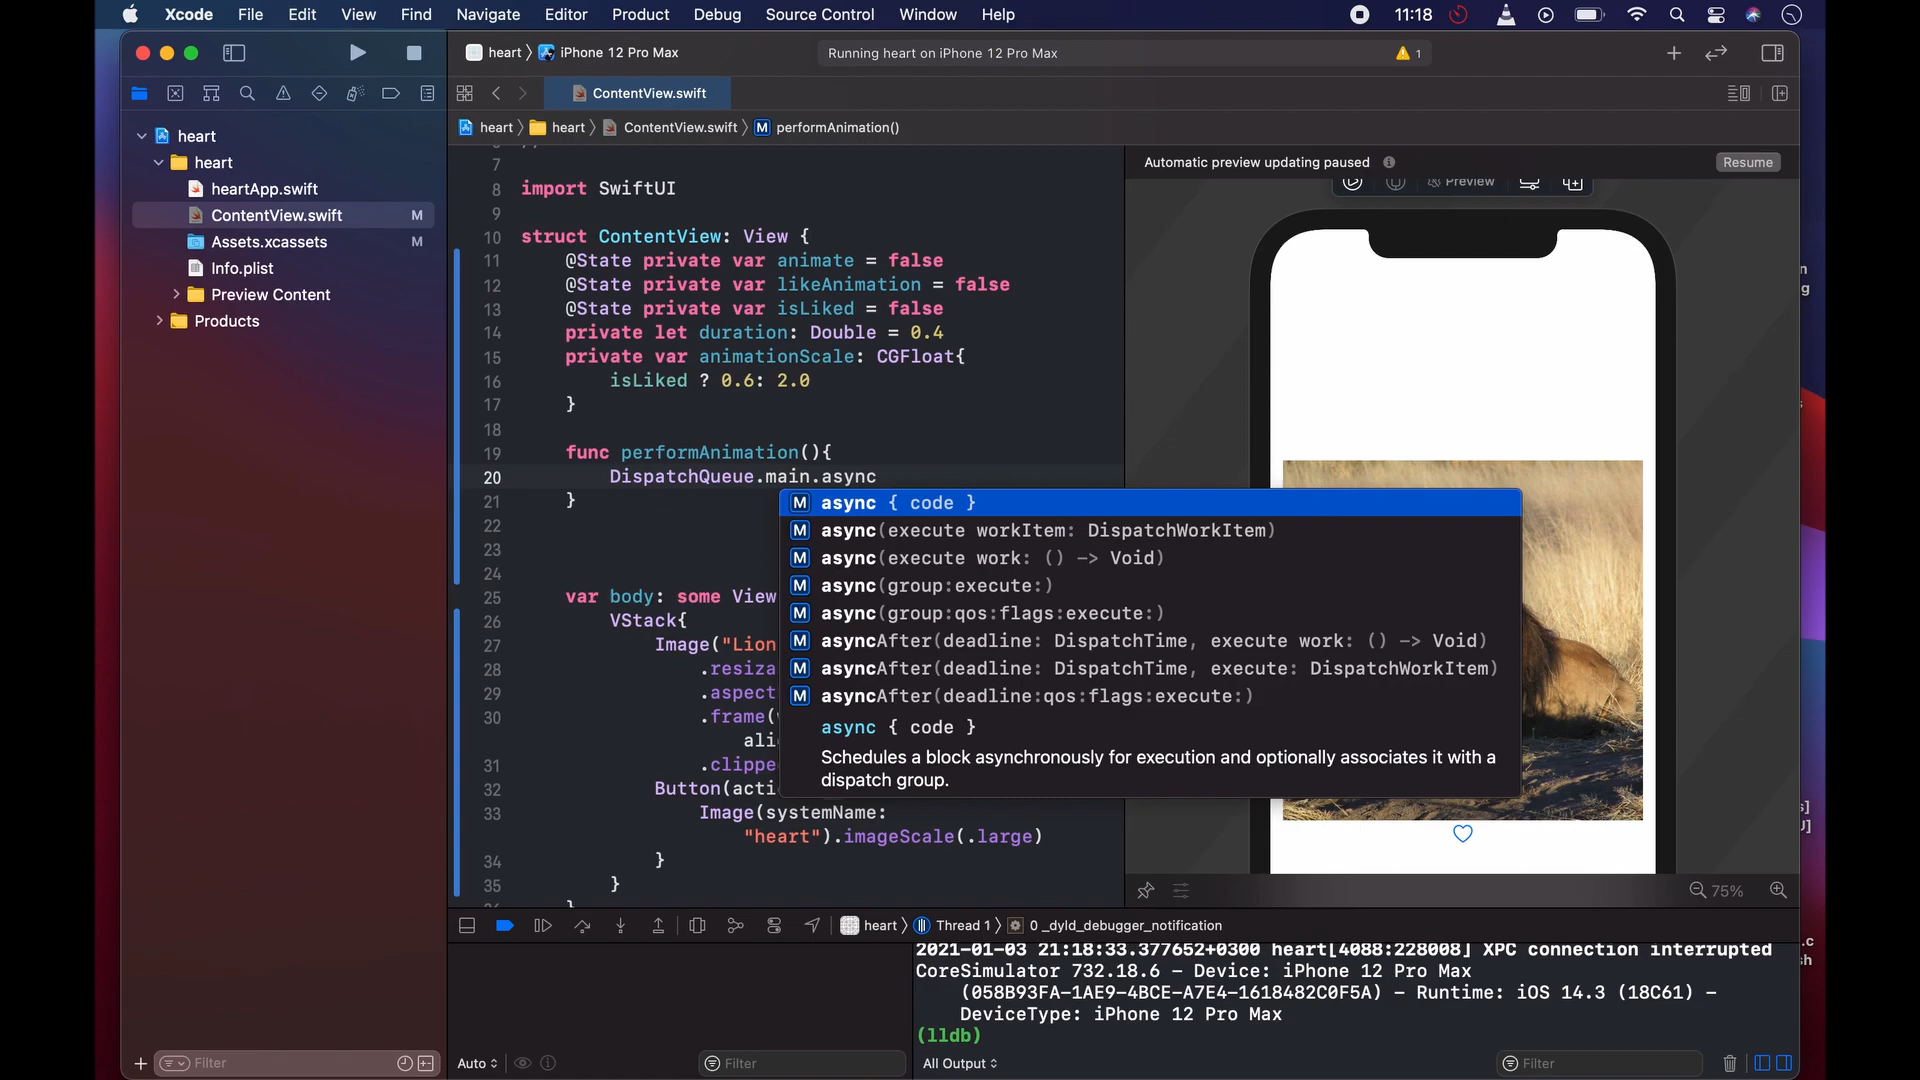 Xcode File Edit View Find Navigate Editor Product Debug Source Control Window Help 11:18
heart iPhone 12 Pro Max Running heart on iPhone 12 Pro Max 1
ContentView.swift
heart heart ContentView.swift M performAnimation()
heart
heart
heartApp.swift
ContentView.swift M
Assets.xcassets M
Info.plist
Preview Content
Products
Automatic preview updating paused Resume
Preview
7
8 import SwiftUI
9
10 struct ContentView: View {
11 @State private var animate = false
12 @State private var likeAnimation = false
13 @State private var isLiked = false
14 private let duration: Double = 0.4
15 private var animationScale: CGFloat{
16 isLiked ? 0.6: 2.0
17 }
18
19 func performAnimation(){
20 DispatchQueue.main.async
21 }
22
23
24
25 var body: some View
26 VStack{
27 Image("Lion
28 .resiza
29 .aspect
30 .frame(
ali
31 .clippe
32 Button(acti
33 Image(systemName:
"heart").imageScale(.large)
34 }
35 }
M async { code }
M async(execute workItem: DispatchWorkItem)
M async(execute work: () -> Void)
M async(group:execute:)
M async(group:qos:flags:execute:)
M asyncAfter(deadline: DispatchTime, execute work: () -> Void)
M asyncAfter(deadline: DispatchTime, execute: DispatchWorkItem)
M asyncAfter(deadline:qos:flags:execute:)
async { code }
Schedules a block asynchronously for execution and optionally associates it with a
dispatch group.
75%
heart Thread 1 0 _dyld_debugger_notification
2021-01-03 21:18:33.377652+0300 heart[4088:228008] XPC connection interrupted
CoreSimulator 732.18.6 - Device: iPhone 12 Pro Max
(058B93FA-1AE9-4BCE-A7E4-1618482C0F5A) - Runtime: iOS 14.3 (18C61) -
DeviceType: iPhone 12 Pro Max
(lldb)
Filter Auto Filter All Output Filter